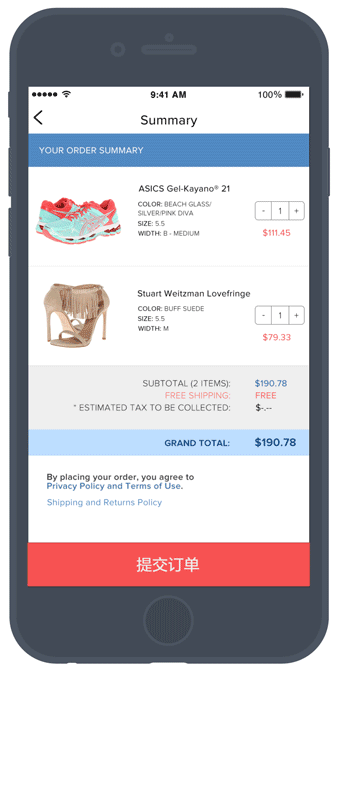 9:41 AM
100%
Summary
YOUR ORDER SUMMARY
ASICS Gel-Kayano® 21
COLOR: BEACH GLASS/
SILVER/PINK DIVA
SIZE: 5.5
WIDTH: B - MEDIUM
- 1 +
$111.45
Stuart Weitzman Lovefringe
COLOR: BUFF SUEDE
SIZE: 5.5
WIDTH: M
- 1 +
$79.33
SUBTOTAL (2 ITEMS): $190.78
FREE SHIPPING: FREE
* ESTIMATED TAX TO BE COLLECTED: $-.--
GRAND TOTAL: $190.78
By placing your order, you agree to
Privacy Policy and Terms of Use.
Shipping and Returns Policy
提交订单